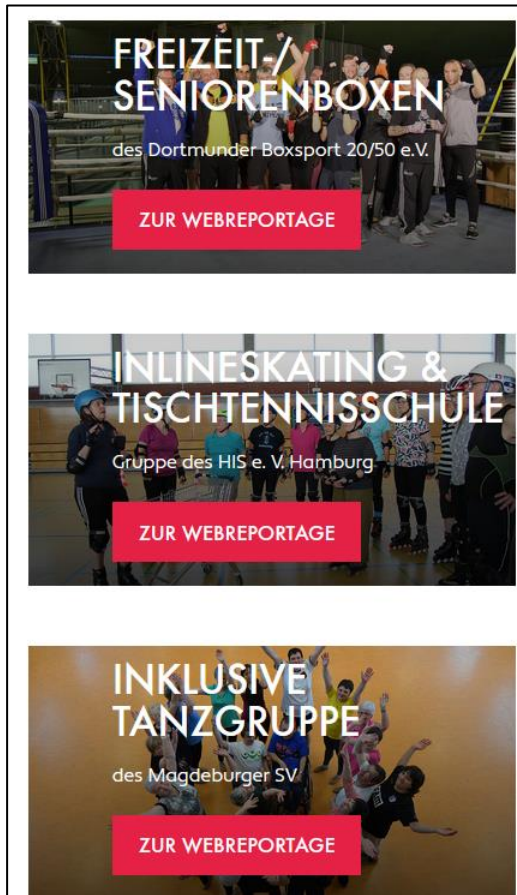 FREIZEIT-/
SENIORENBOXEN
des Dortmunder Boxsport 20/50 e.V.
ZUR WEBREPORTAGE
INLINESKATING &
TISCHTENNISSCHULE
Gruppe des HIS e. V. Hamburg
ZUR WEBREPORTAGE
INKLUSIVE
TANZGRUPPE
des Magdeburger SV
ZUR WEBREPORTAGE